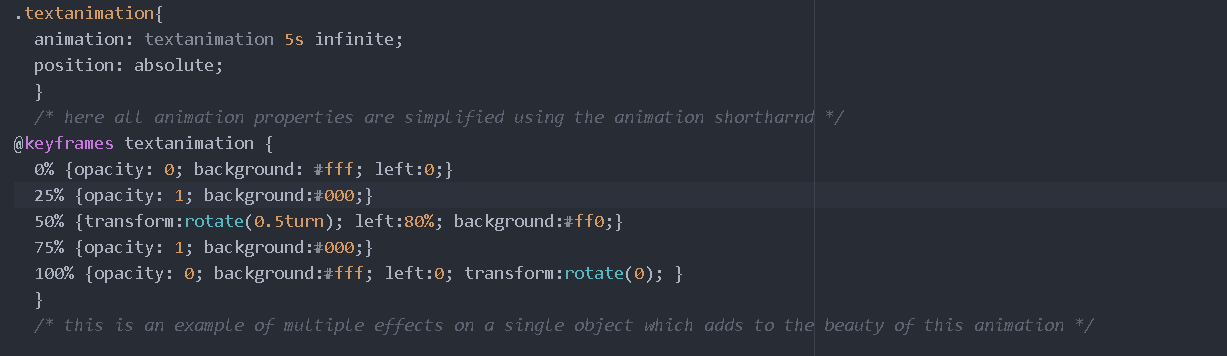 .textanimation{
animation: textanimation 5s infinite;
position: absolute;
}
/* here all animation properties are simplified using the animation shortharnd */
@keyframes textanimation {
0% {opacity: 0; background: #fff; left:0;}
25% {opacity: 1; background:#000;}
50% {transform:rotate(0.5turn); left:80%; background:#ff0;}
75% {opacity: 1; background:#000;}
100% {opacity: 0; background:#fff; left:0; transform:rotate(0); }
}
/* this is an example of multiple effects on a single object which adds to the beauty of this animation */